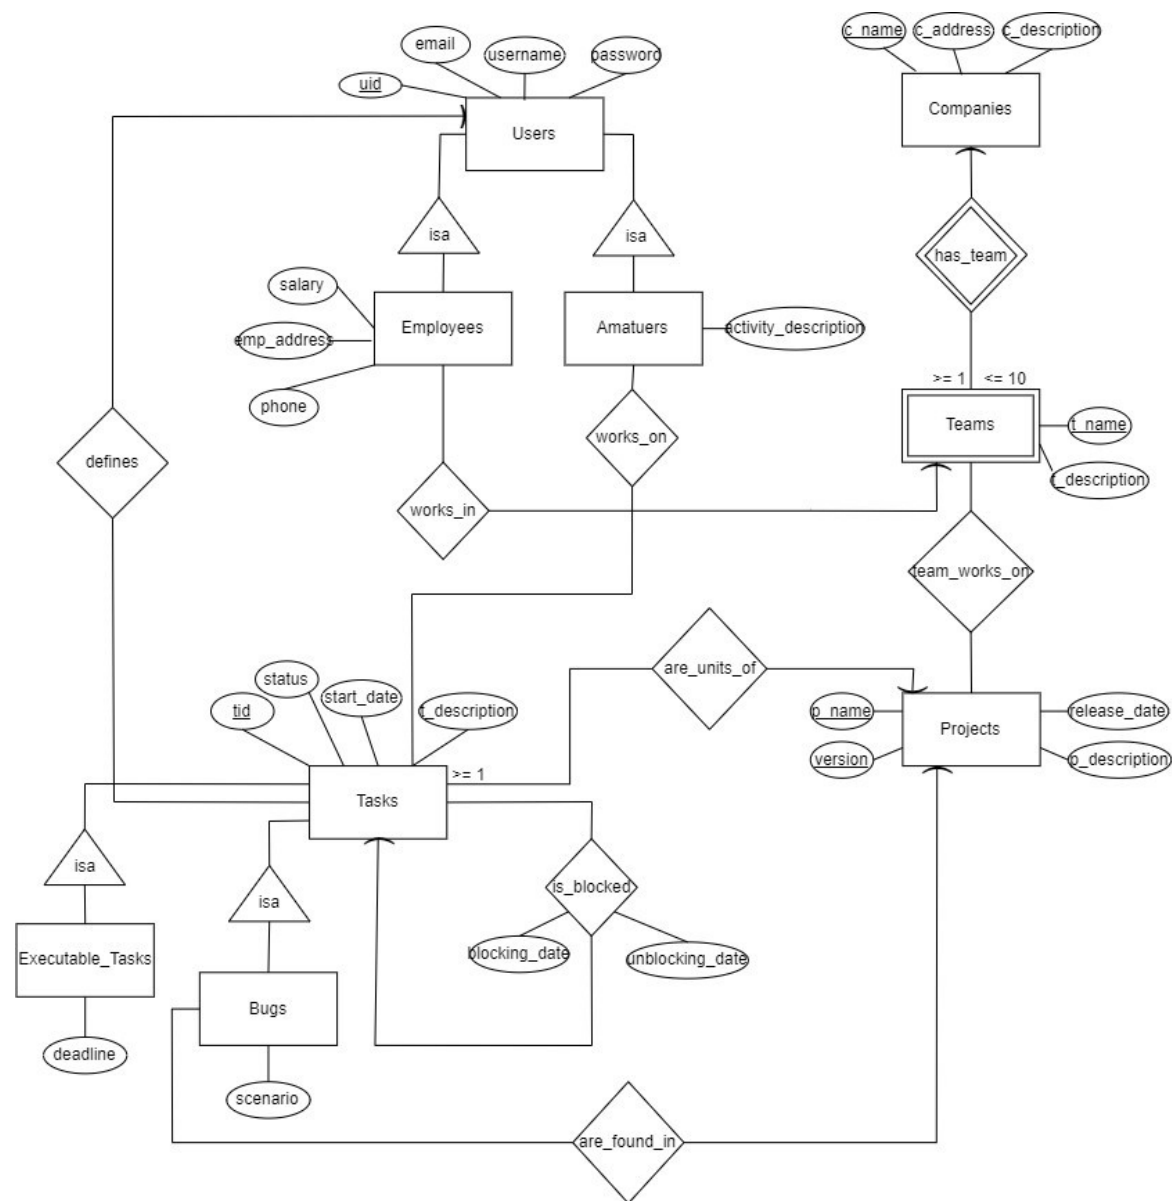 email
username
password
uid
Users
c_name
c_address
c_description
Companies
isa
isa
has_team
salary
emp_address
phone
Employees
Amatuers
activity_description
>= 1
<= 10
Teams
t_name
t_description
defines
works_on
works_in
team_works_on
are_units_of
status
start_date
tid
t_description
p_name
version
Projects
release_date
p_description
>= 1
Tasks
isa
isa
is_blocked
blocking_date
unblocking_date
Executable_Tasks
Bugs
deadline
scenario
are_found_in